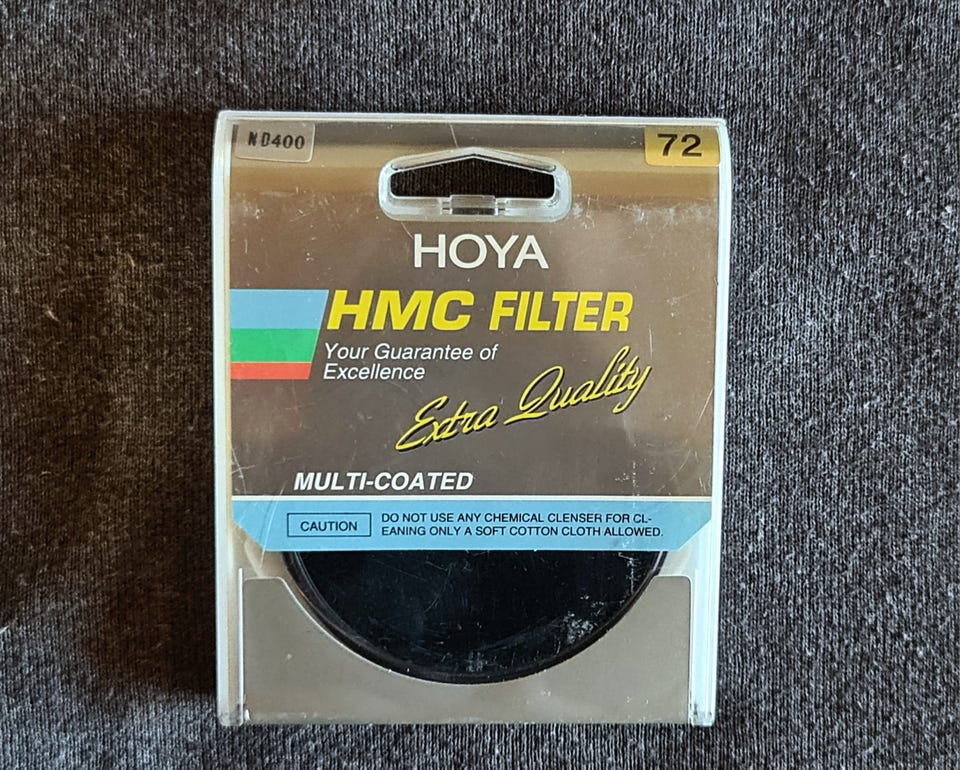 ND400
72
HOYA
HMC FILTER
Your Guarantee of
Excellence
Extra Quality
MULTI-COATED
CAUTION
DO NOT USE ANY CHEMICAL CLENSER FOR CL-
EANING ONLY A SOFT COTTON CLOTH ALLOWED.